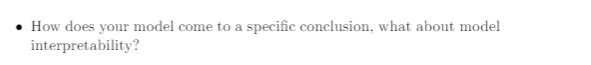 • How does your model come to a specific conclusion, what about model
interpretability?